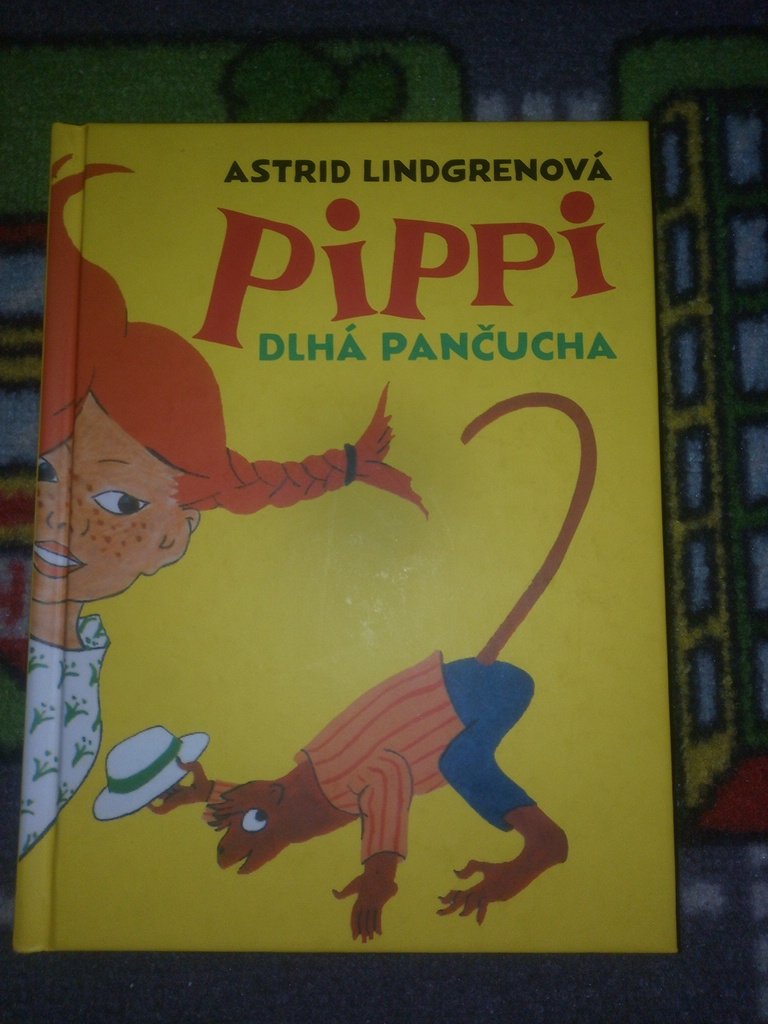 ASTRID LINDGRENOVÁ
PiPPi
DLHÁ PANČUCHA